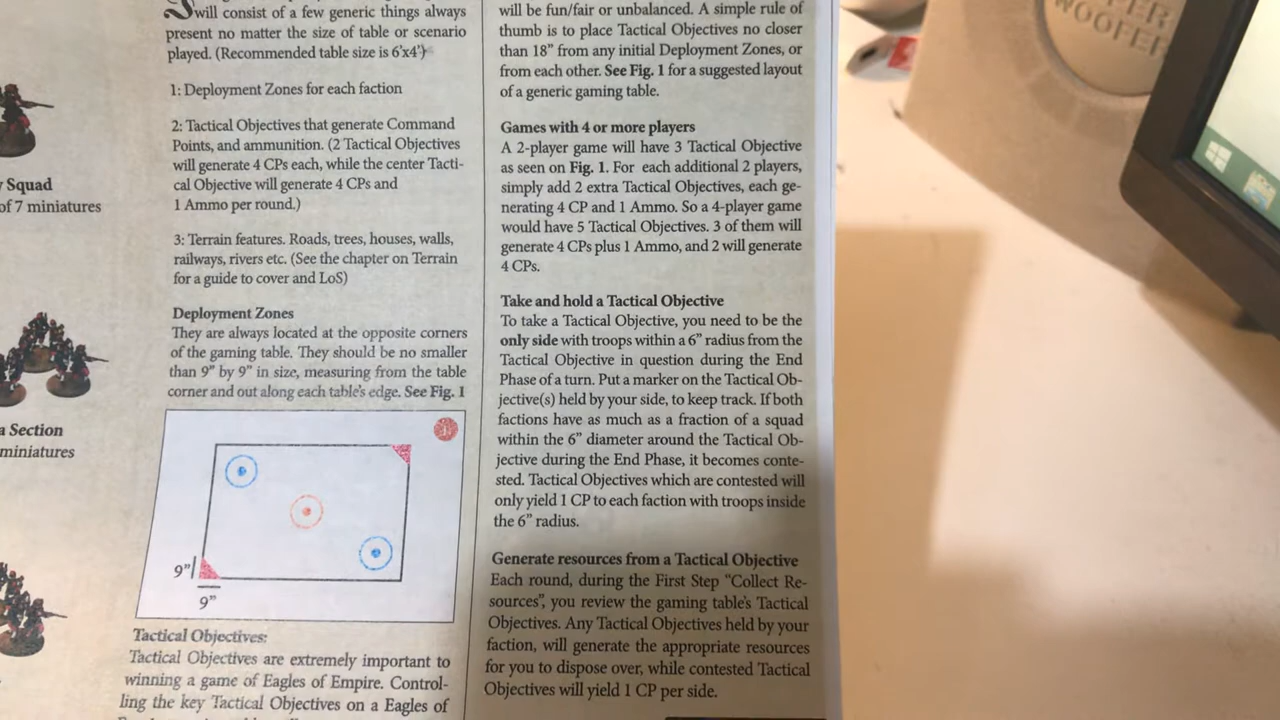 will consist of a few generic things always
present no matter the size of table or scenario
played. (Recommended table size is 6'x4')
1: Deployment Zones for each faction
2: Tactical Objectives that generate Command
Points, and ammunition. (2 Tactical Objectives
will generate 4 CPs each, while the center Tacti-
cal Objective will generate 4 CPs and
1 Ammo per round.)
3: Terrain features. Roads, trees, houses, walls,
railways, rivers etc. (See the chapter on Terrain
for a guide to cover and LoS)
Deployment Zones
They are always located at the opposite corners
of the gaming table. They should be no smaller
than 9" by 9" in size, measuring from the table
corner and out along each table's edge. See Fig. 1
9"
9"
Tactical Objectives:
Tactical Objectives are extremely important to
winning a game of Eagles of Empire. Control-
ling the key Tactical Objectives on a Eagles of
will be fun/fair or unbalanced. A simple rule of
thumb is to place Tactical Objectives no closer
than 18" from any initial Deployment Zones, or
from each other. See Fig. 1 for a suggested layout
of a generic gaming table.
Games with 4 or more players
A 2-player game will have 3 Tactical Objective
as seen on Fig. 1. For each additional 2 players,
simply add 2 extra Tactical Objectives, each ge-
nerating 4 CP and 1 Ammo. So a 4-player game
would have 5 Tactical Objectives. 3 of them will
generate 4 CPs plus 1 Ammo, and 2 will generate
4 CPs.
Take and hold a Tactical Objective
To take a Tactical Objective, you need to be the
only side with troops within a 6" radius from the
Tactical Objective in question during the End
Phase of a turn. Put a marker on the Tactical Ob-
jective(s) held by your side, to keep track. If both
factions have as much as a fraction of a squad
within the 6" diameter around the Tactical Ob-
jective during the End Phase, it becomes conte-
sted. Tactical Objectives which are contested will
only yield 1 CP to each faction with troops inside
the 6" radius.
Generate resources from a Tactical Objective
Each round, during the First Step "Collect Re-
sources", you review the gaming table's Tactical
Objectives. Any Tactical Objectives held by your
faction, will generate the appropriate resources
for you to dispose over, while contested Tactical
Objectives will yield 1 CP per side.
Squad
of 7 miniatures
a Section
miniatures
WOOFER